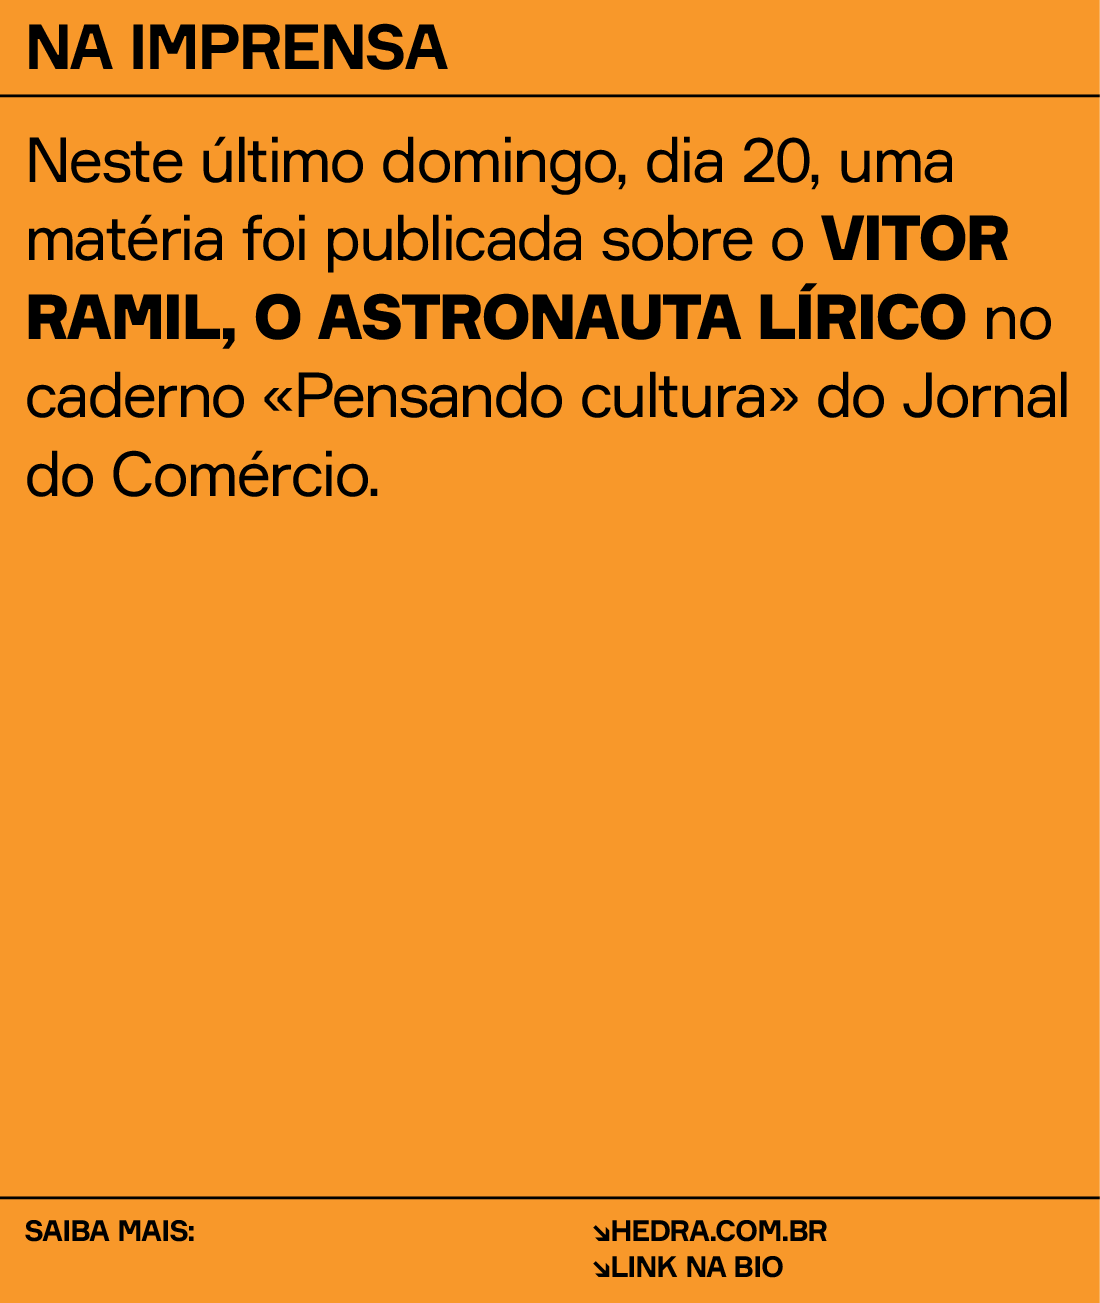 NA IMPRENSA
Neste último domingo, dia 20, uma
matéria foi publicada sobre o VITOR
RAMIL, O ASTRONAUTA LÍRICO no
caderno «Pensando cultura» do Jornal
do Comércio.
SAIBA MAIS:
↘HEDRA.COM.BR
↘LINK NA BIO